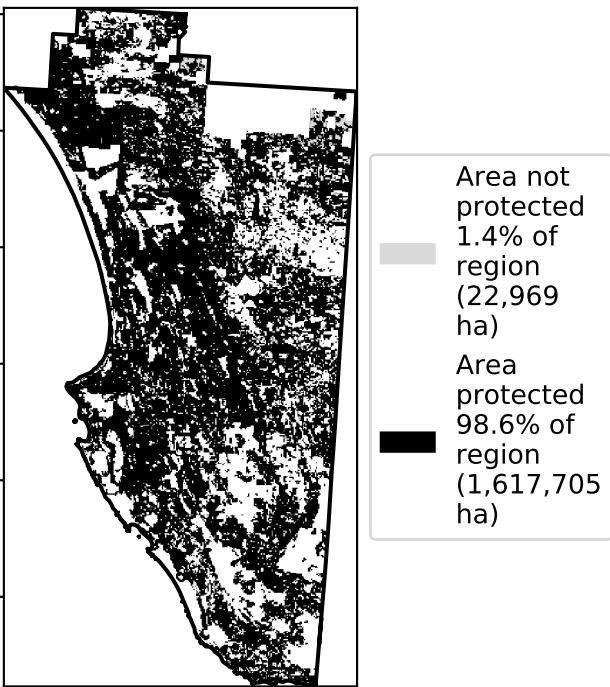 Area not
protected
1.4% of
region
(22,969
ha)
Area
protected
98.6% of
region
(1,617,705
ha)